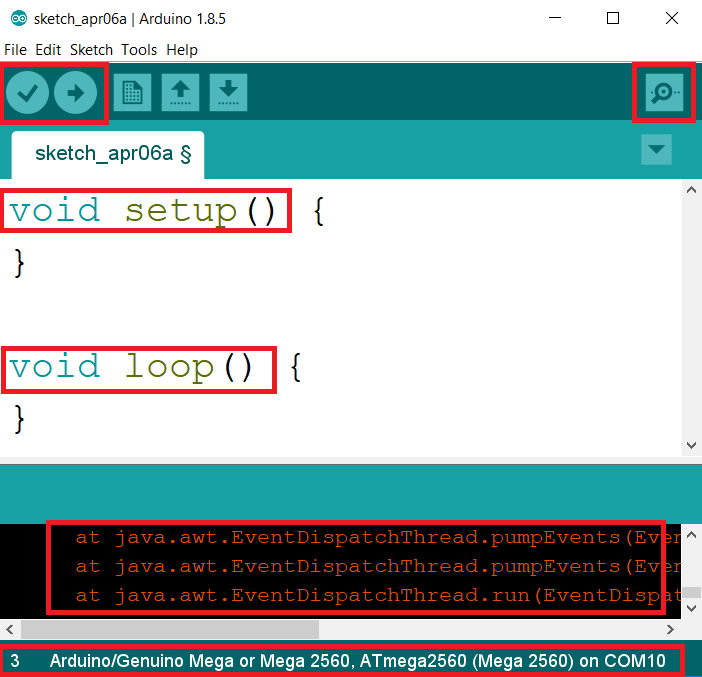 sketch_apr06a | Arduino 1.8.5
File Edit Sketch Tools Help
sketch_apr06a §
void setup() {
}
void loop() {
}
at java.awt.EventDispatchThread.pumpEvents(Even
at java.awt.EventDispatchThread.pumpEvents(Even
at java.awt.EventDispatchThread.run(EventDispat
3 Arduino/Genuino Mega or Mega 2560, ATmega2560 (Mega 2560) on COM10